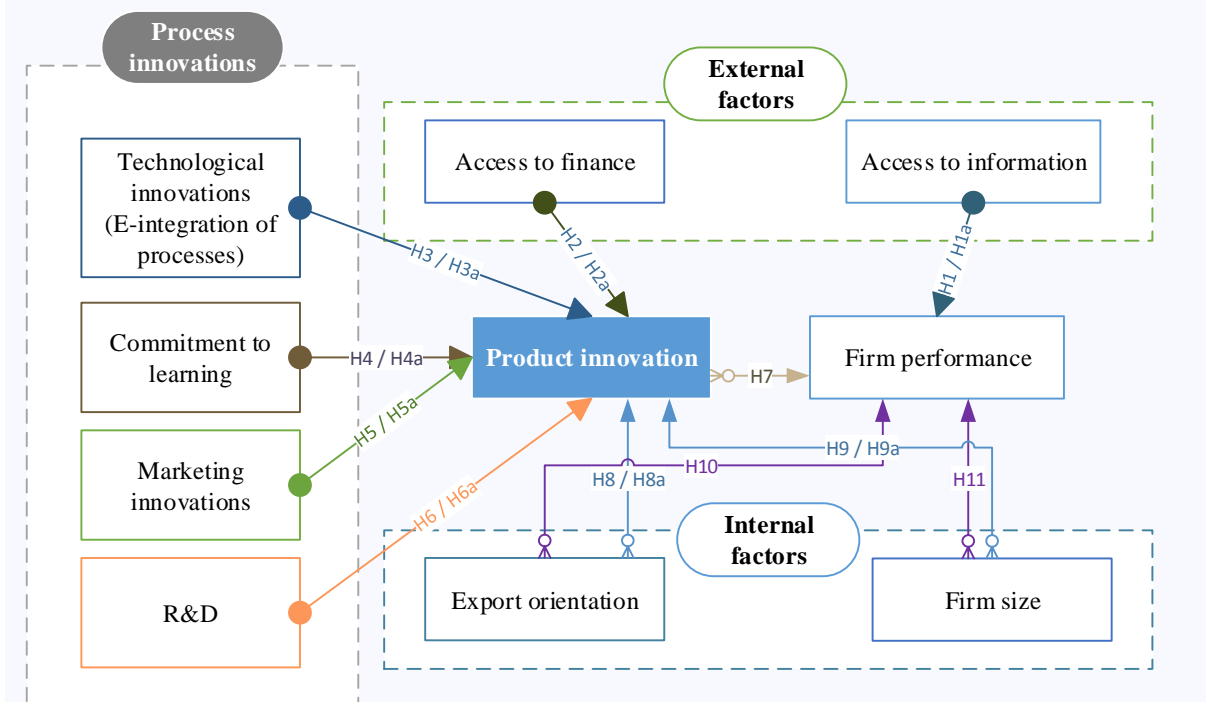 Process
innovations
Technological
innovations
(E-integration of
processes)
Commitment to
learning
Marketing
innovations
R&D
External
factors
Access to finance
Access to information
H3 / H3a
H2 / H2a
H1 / H1a
H4 / H4a
H5 / H5a
H6 / H6a
Product innovation
H7
Firm performance
H9 / H9a
H10
H8 / H8a
H11
Internal
factors
Export orientation
Firm size